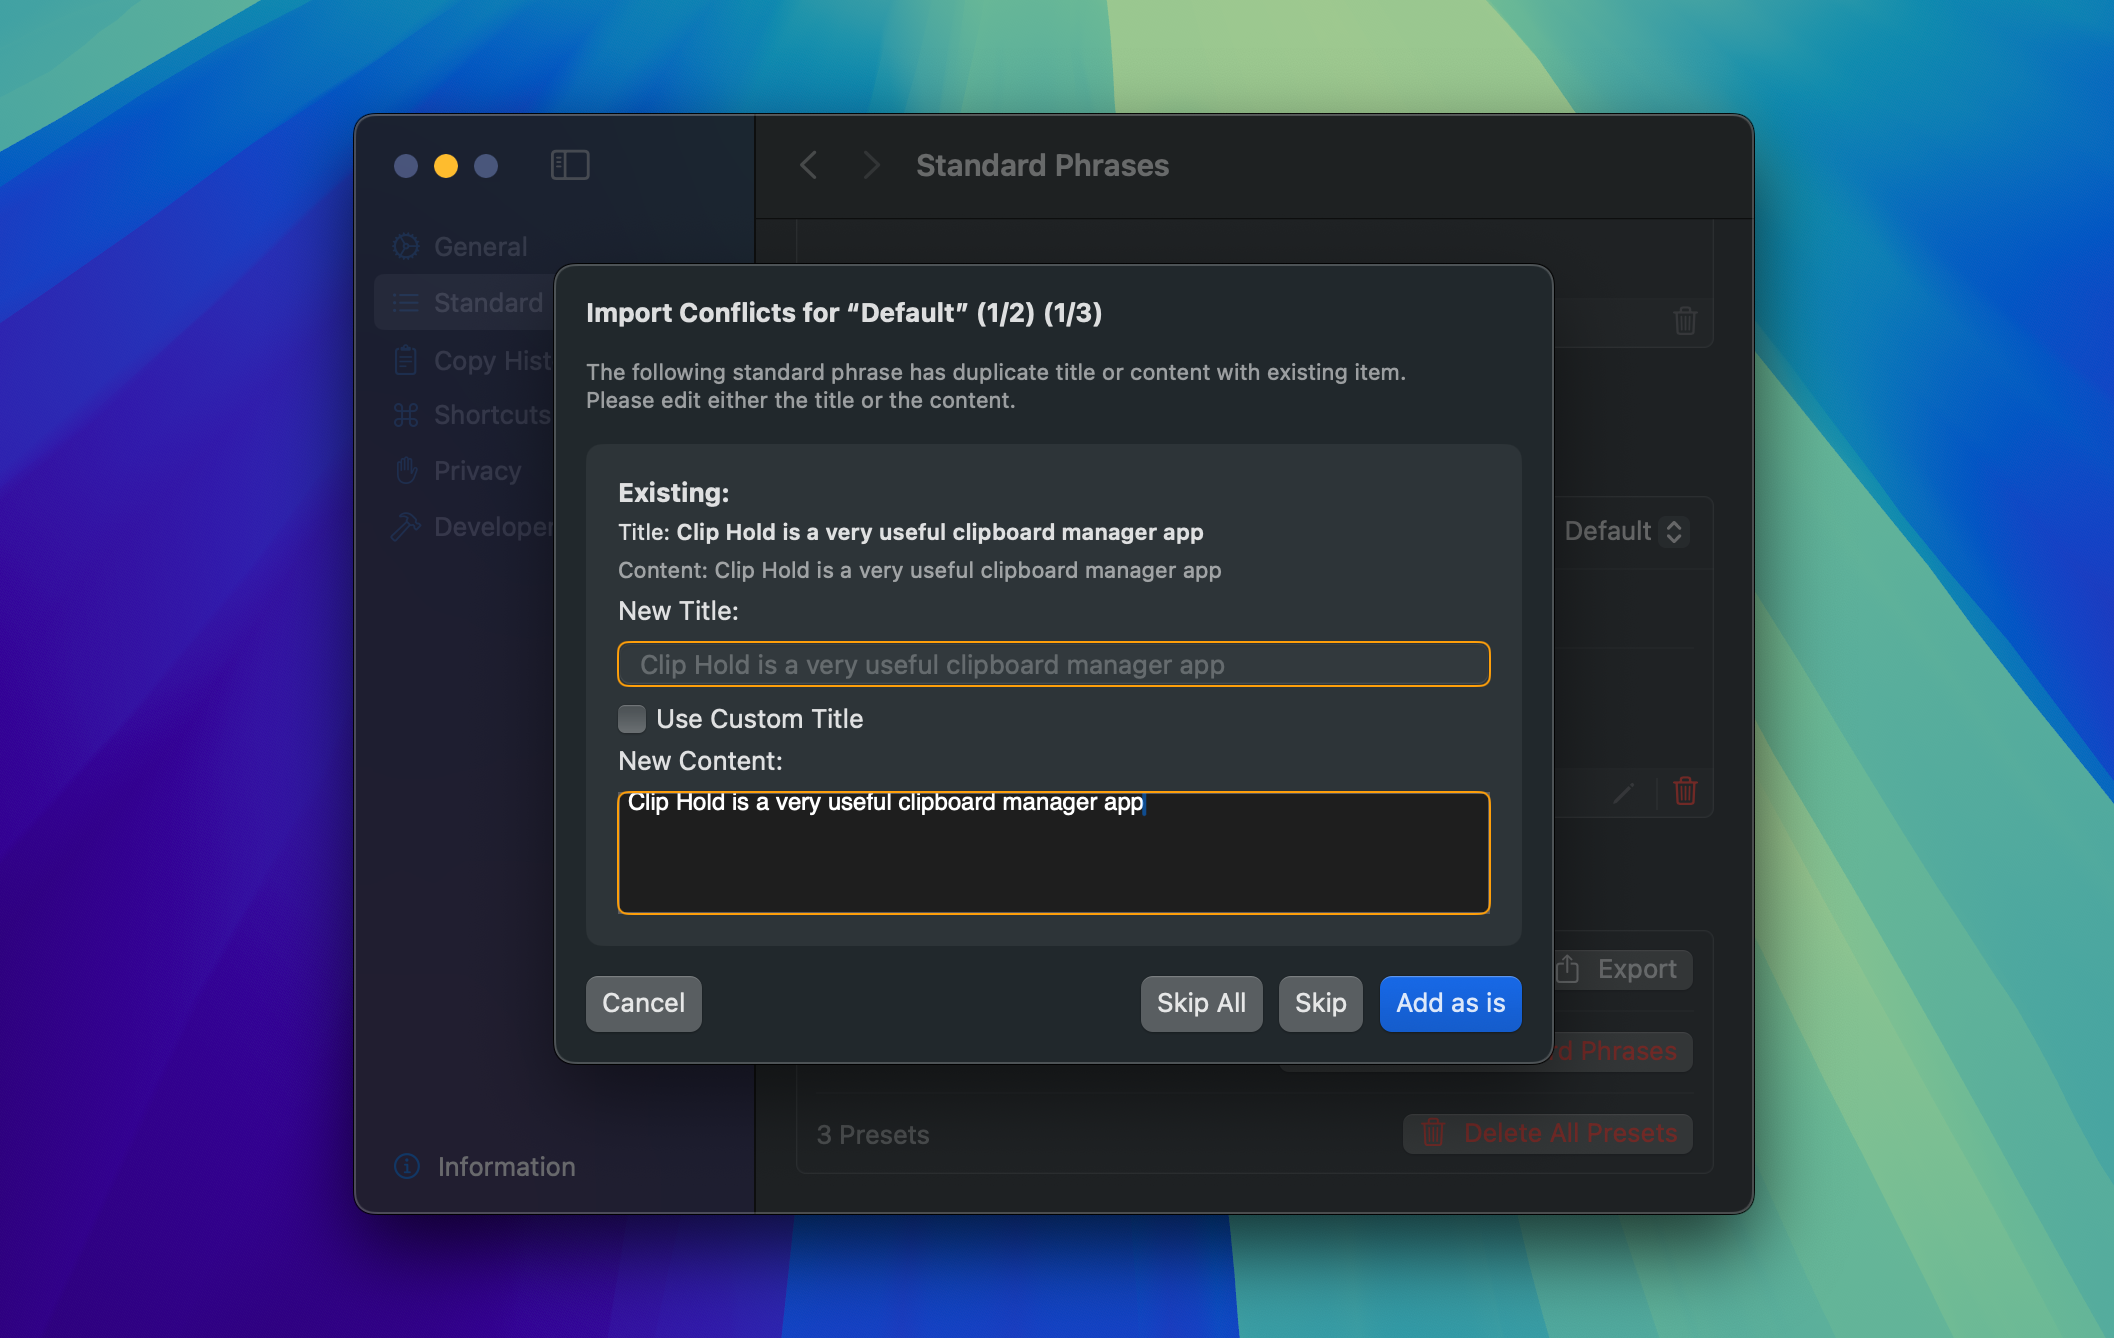 Standard Phrases
General
Standard
Copy Hist
Shortcuts
Privacy
Developer
Information
Import Conflicts for “Default” (1/2) (1/3)
The following standard phrase has duplicate title or content with existing item.
Please edit either the title or the content.
Existing:
Title: Clip Hold is a very useful clipboard manager app
Content: Clip Hold is a very useful clipboard manager app
New Title:
Clip Hold is a very useful clipboard manager app
Use Custom Title
New Content:
Clip Hold is a very useful clipboard manager app
Cancel
Skip All
Skip
Add as is
Default
Export
d Phrases
3 Presets
Delete All Presets